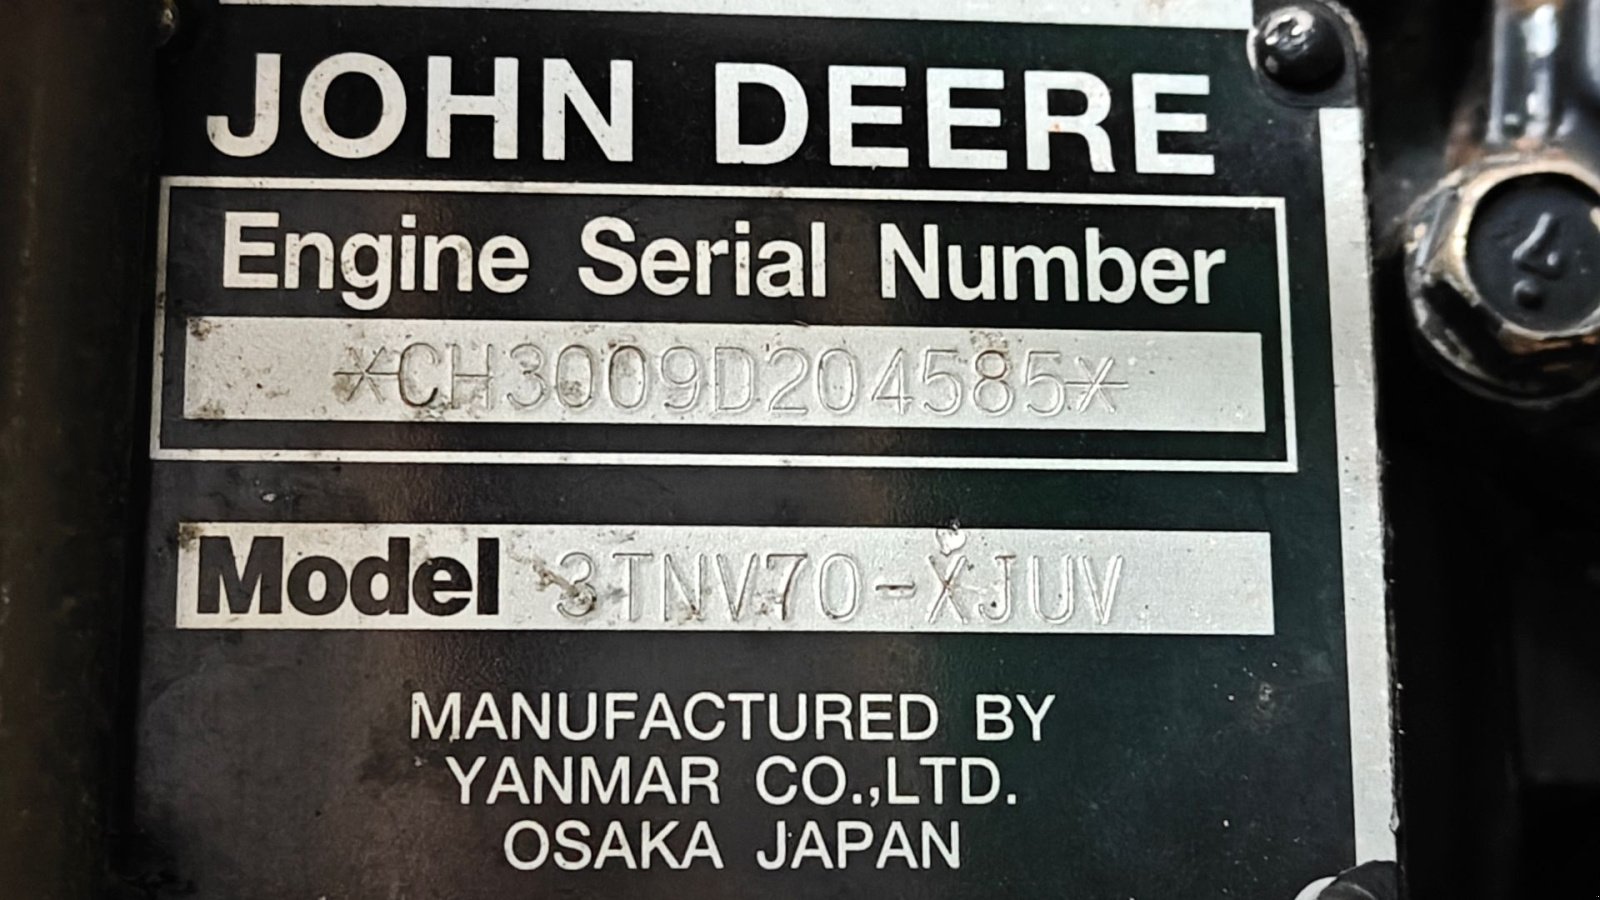 JOHN DEERE
Engine Serial Number
*CH3009D204585*
Model 3TNV70-XJUV
MANUFACTURED BY
YANMAR CO.,LTD.
OSAKA JAPAN